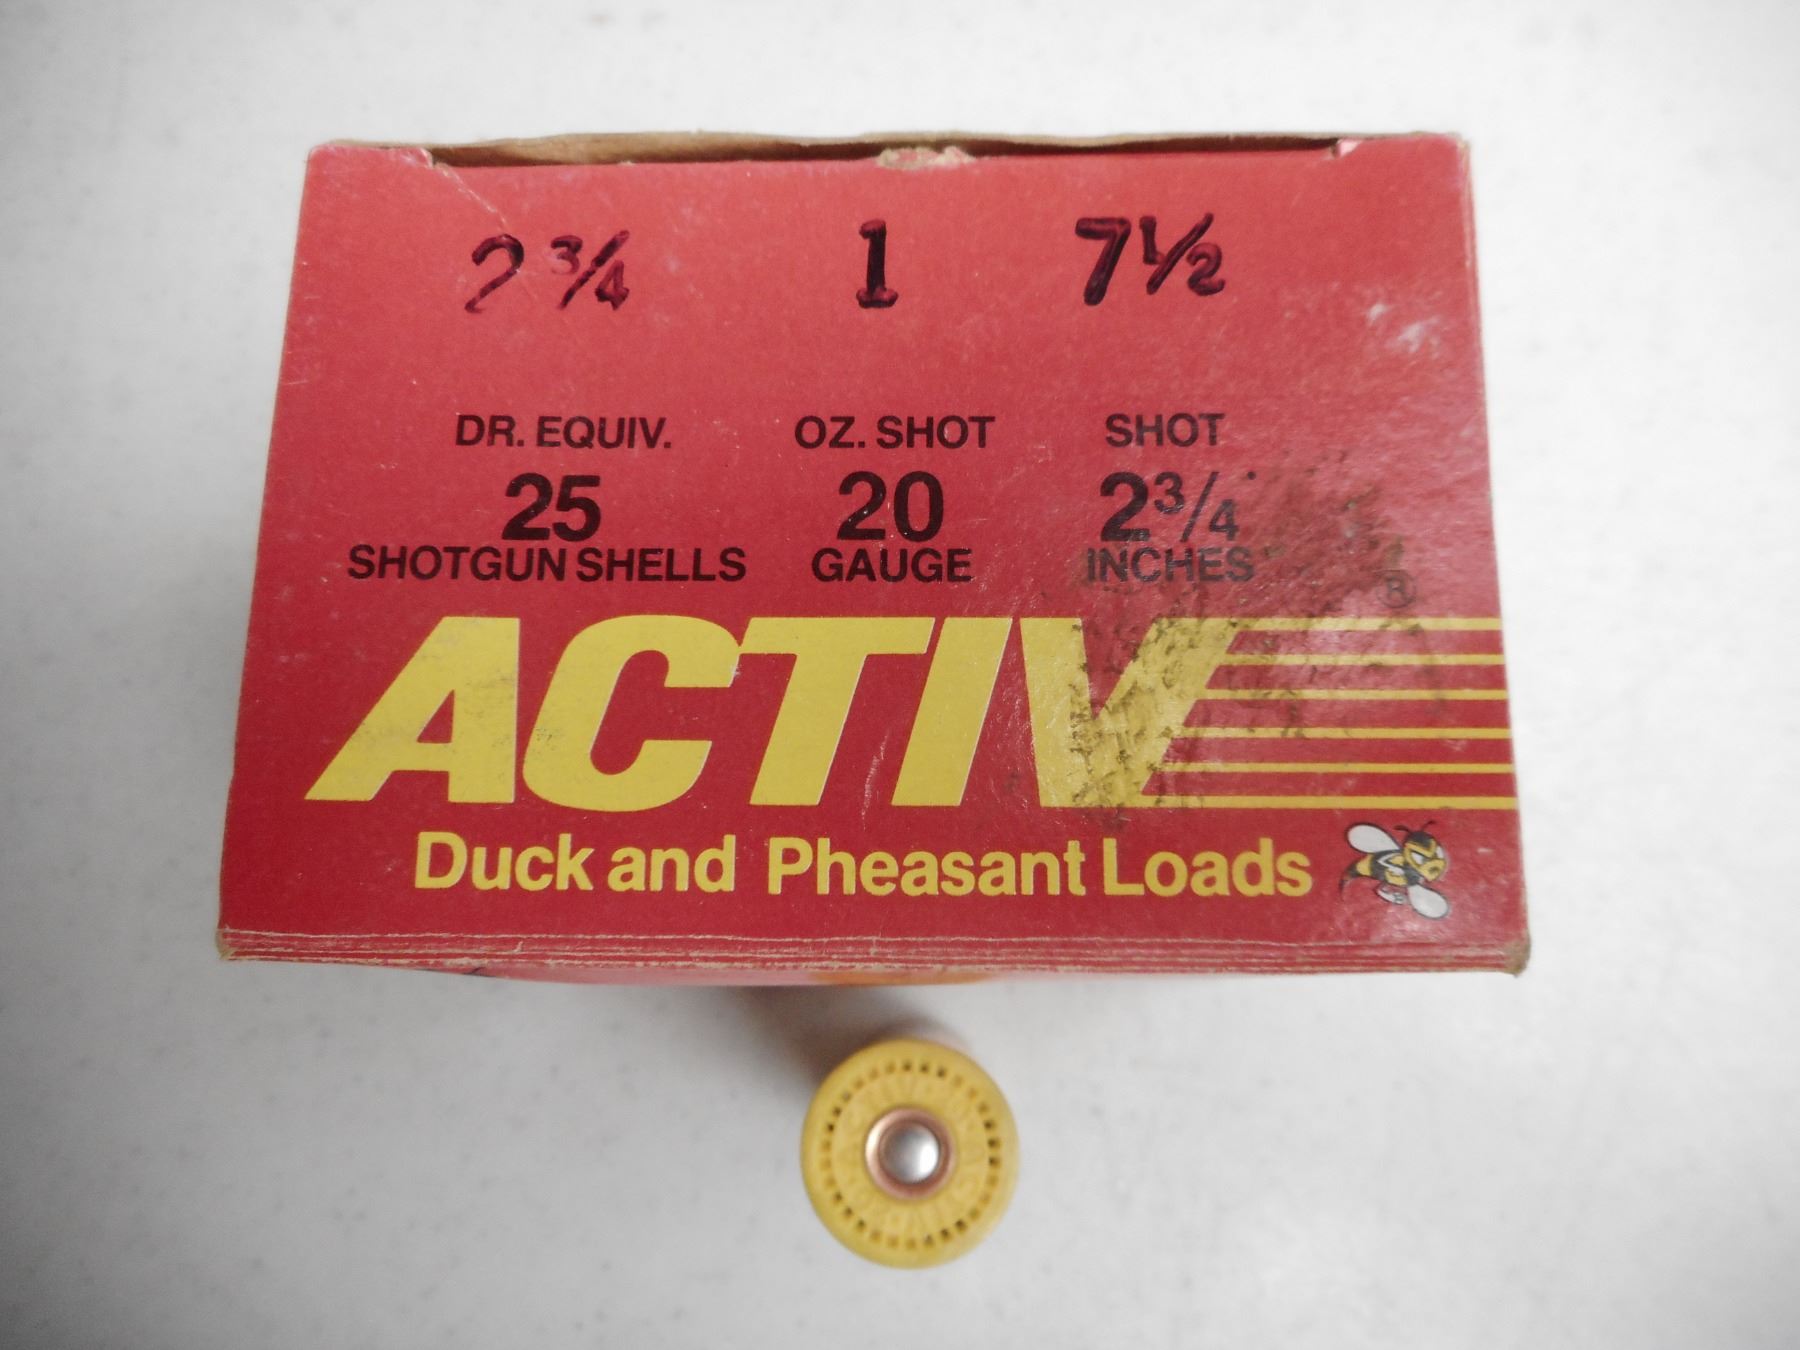 2 3/4 1 7 1/2
DR. EQUIV. OZ. SHOT SHOT
25 20 2 3/4
SHOTGUN SHELLS GAUGE INCHES
ACTIV ®
Duck and Pheasant Loads